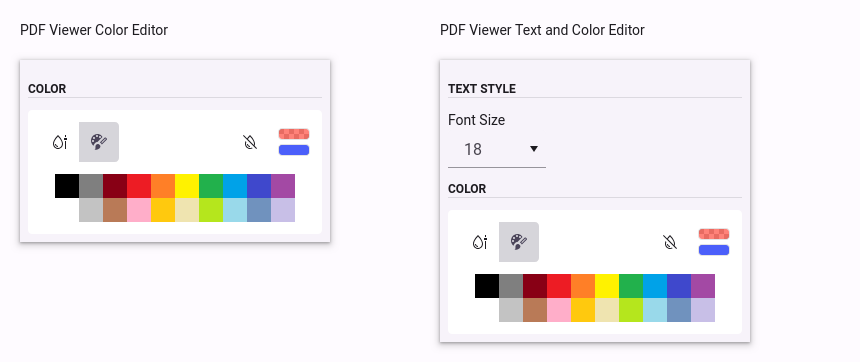 PDF Viewer Color Editor
COLOR
PDF Viewer Text and Color Editor
TEXT STYLE
Font Size
18
COLOR